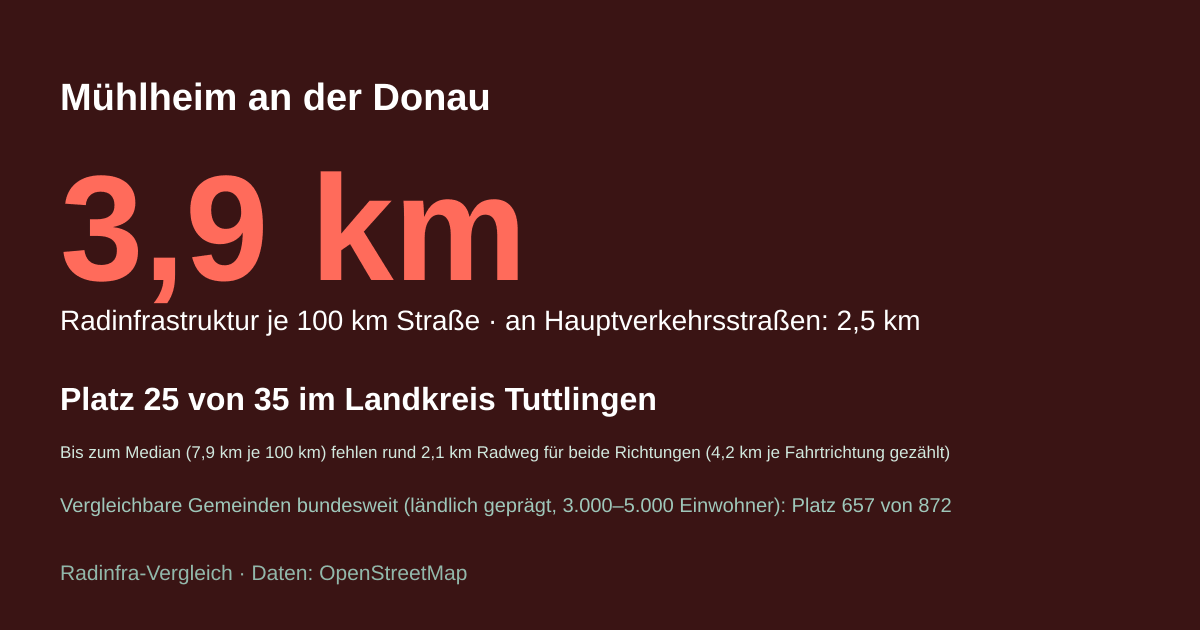 Mühlheim an der Donau
3,9 km
Radinfrastruktur je 100 km Straße · an Hauptverkehrsstraßen: 2,5 km
Platz 25 von 35 im Landkreis Tuttlingen
Bis zum Median (7,9 km je 100 km) fehlen rund 2,1 km Radweg für beide Richtungen (4,2 km je Fahrtrichtung gezählt)
Vergleichbare Gemeinden bundesweit (ländlich geprägt, 3.000–5.000 Einwohner): Platz 657 von 872
Radinfra-Vergleich · Daten: OpenStreetMap